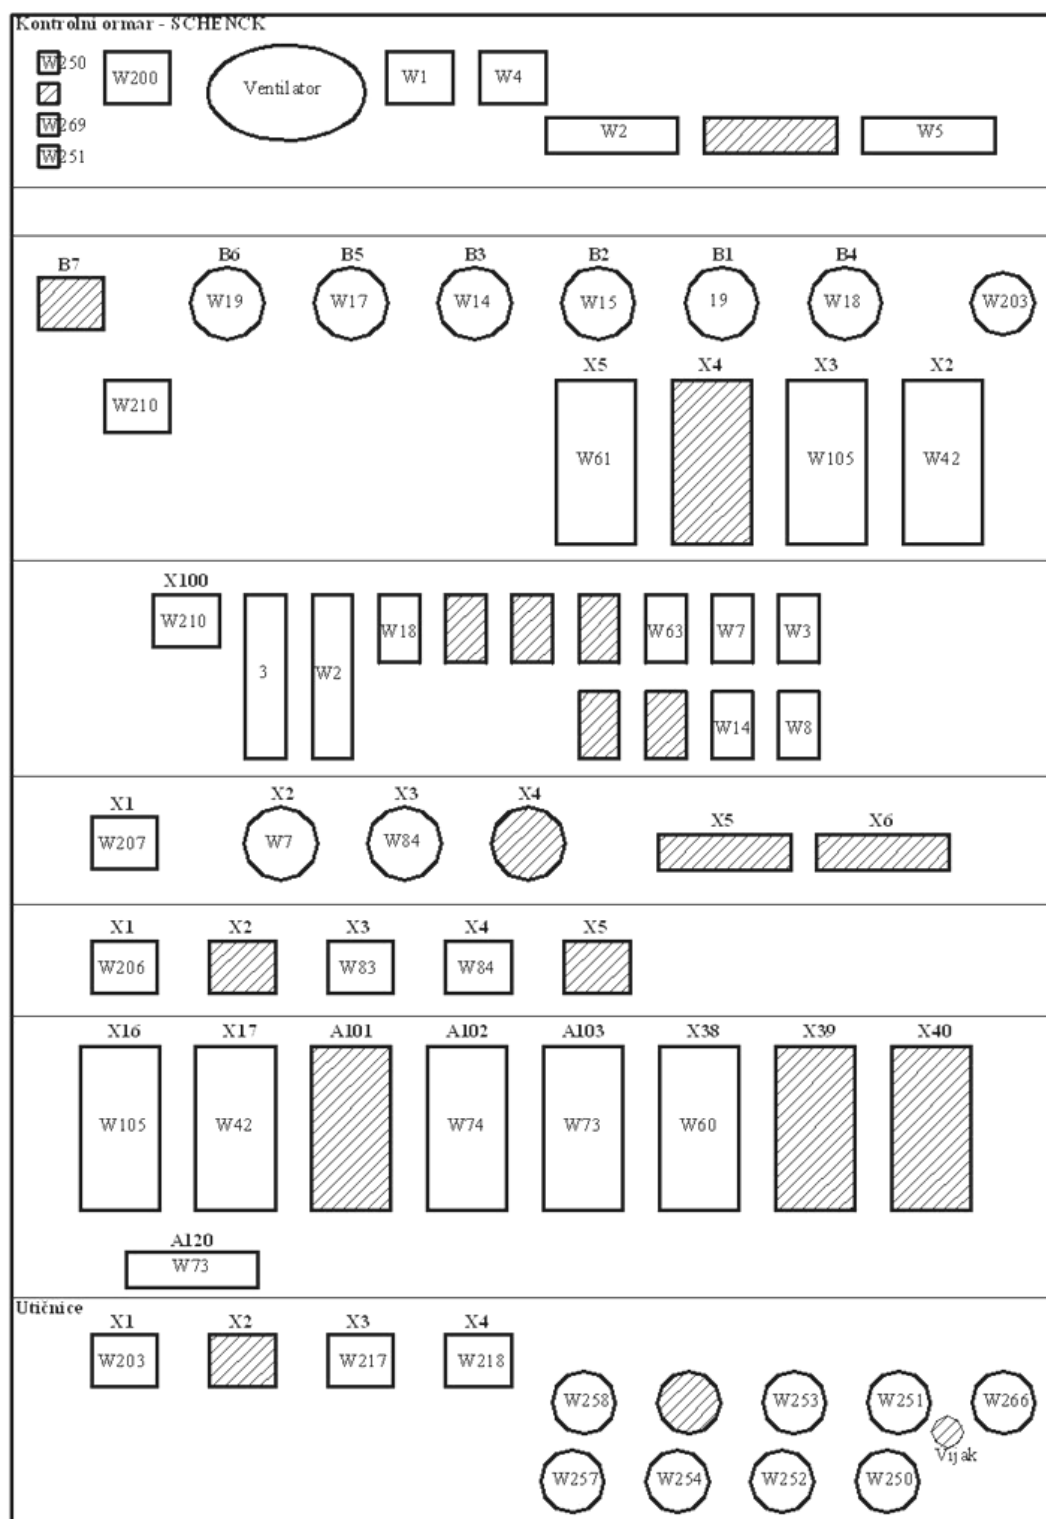 Kontrolni ormar - SCHENCK
W250
W200
Ventilator
W1
W4
W269
W251
W2
W5
B7
B6
B5
B3
B2
B1
B4
W19
W17
W14
W15
19
W18
W203
X5
X4
X3
X2
W210
W61
W105
W42
X100
W210
3
W2
W18
W63
W7
W3
W14
W8
X1
X2
X3
X4
X5
X6
W207
W7
W84
X1
X2
X3
X4
X5
W206
W83
W84
X16
X17
A101
A102
A103
X38
X39
X40
W105
W42
W74
W73
W60
A120
W73
Utičnice
X1
X2
X3
X4
W203
W217
W218
W258
W253
W251
W266
Vijak
W257
W254
W252
W250